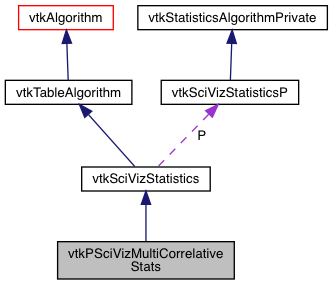 vtkAlgorithm
vtkStatisticsAlgorithmPrivate
vtkTableAlgorithm
vtkSciVizStatisticsP
P
vtkSciVizStatistics
vtkPSciVizMultiCorrelative
Stats